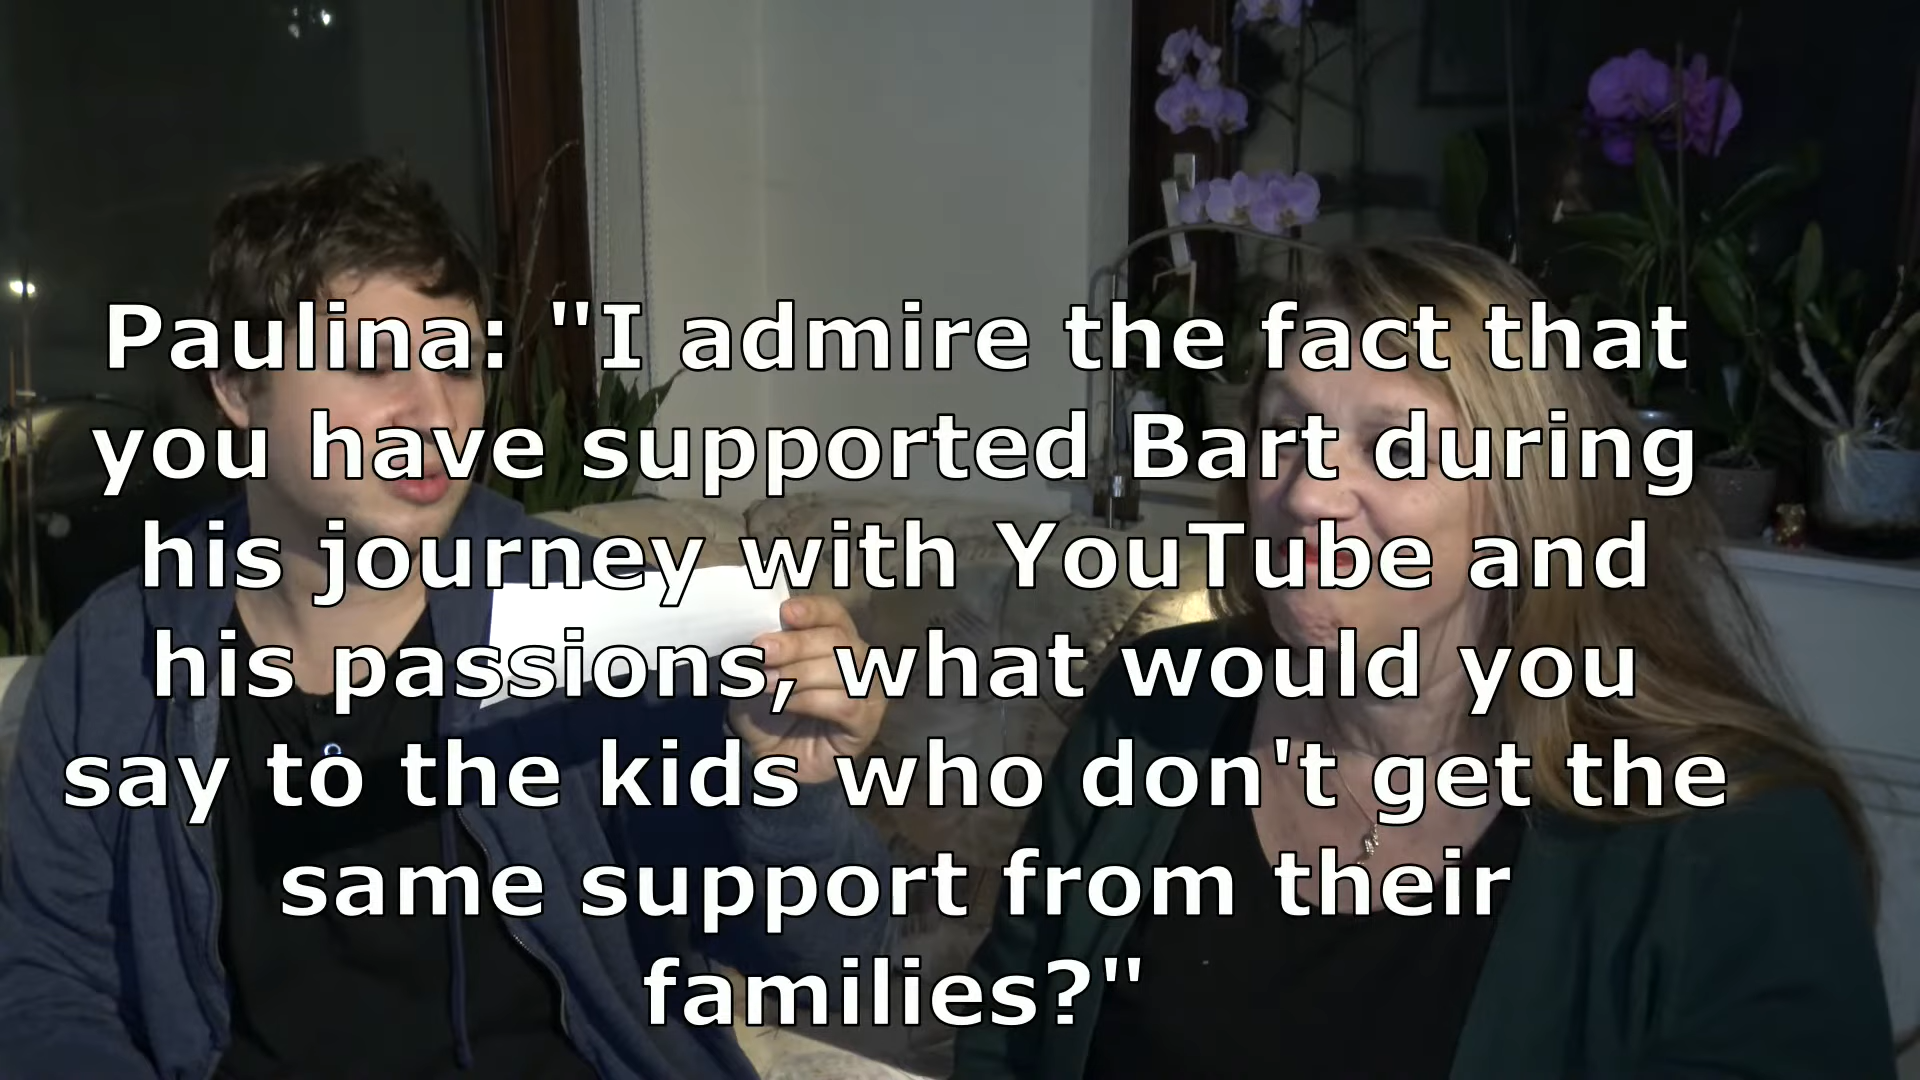 Paulina: "I admire the fact that
you have supported Bart during
his journey with YouTube and
his passions, what would you
say to the kids who don't get the
same support from their
families?"